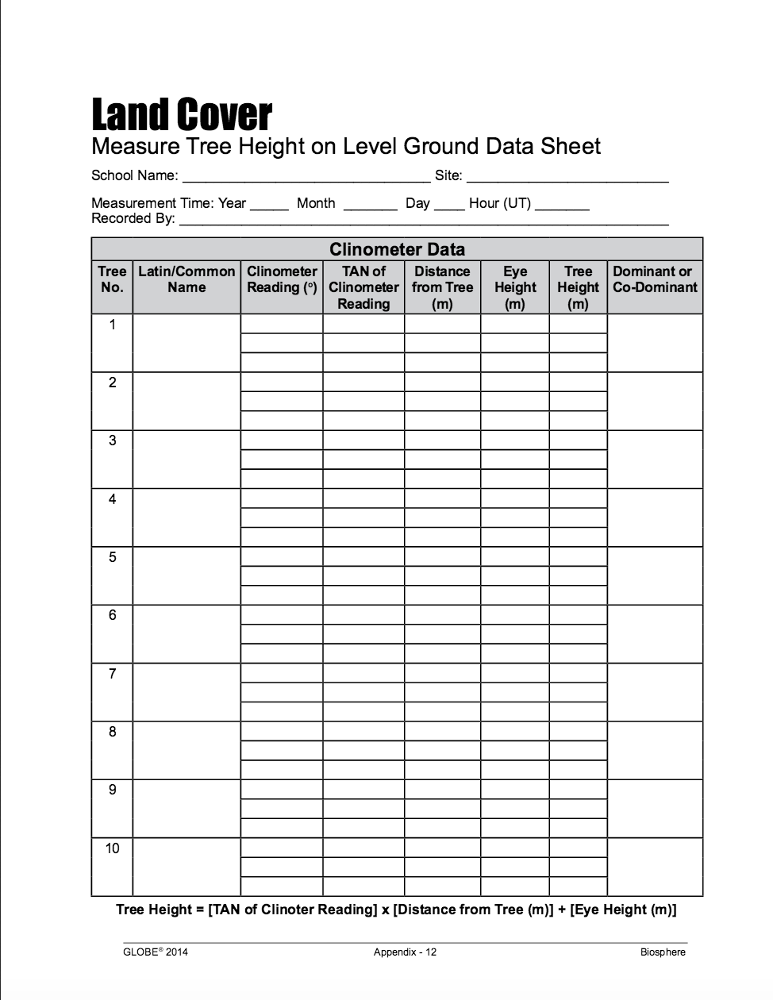 Land Cover
Measure Tree Height on Level Ground Data Sheet
School Name: ________________________________ Site: __________________________
Measurement Time: Year _____ Month _______ Day ____ Hour (UT) _______
Recorded By: _______________________________________________________________
Clinometer Data
Tree No. Latin/Common Name Clinometer Reading (º) TAN of Clinometer Reading Distance from Tree (m) Eye Height (m) Tree Height (m) Dominant or Co-Dominant
1
2
3
4
5
6
7
8
9
10
Tree Height = [TAN of Clinoter Reading] x [Distance from Tree (m)] + [Eye Height (m)]
GLOBE® 2014 Appendix - 12 Biosphere